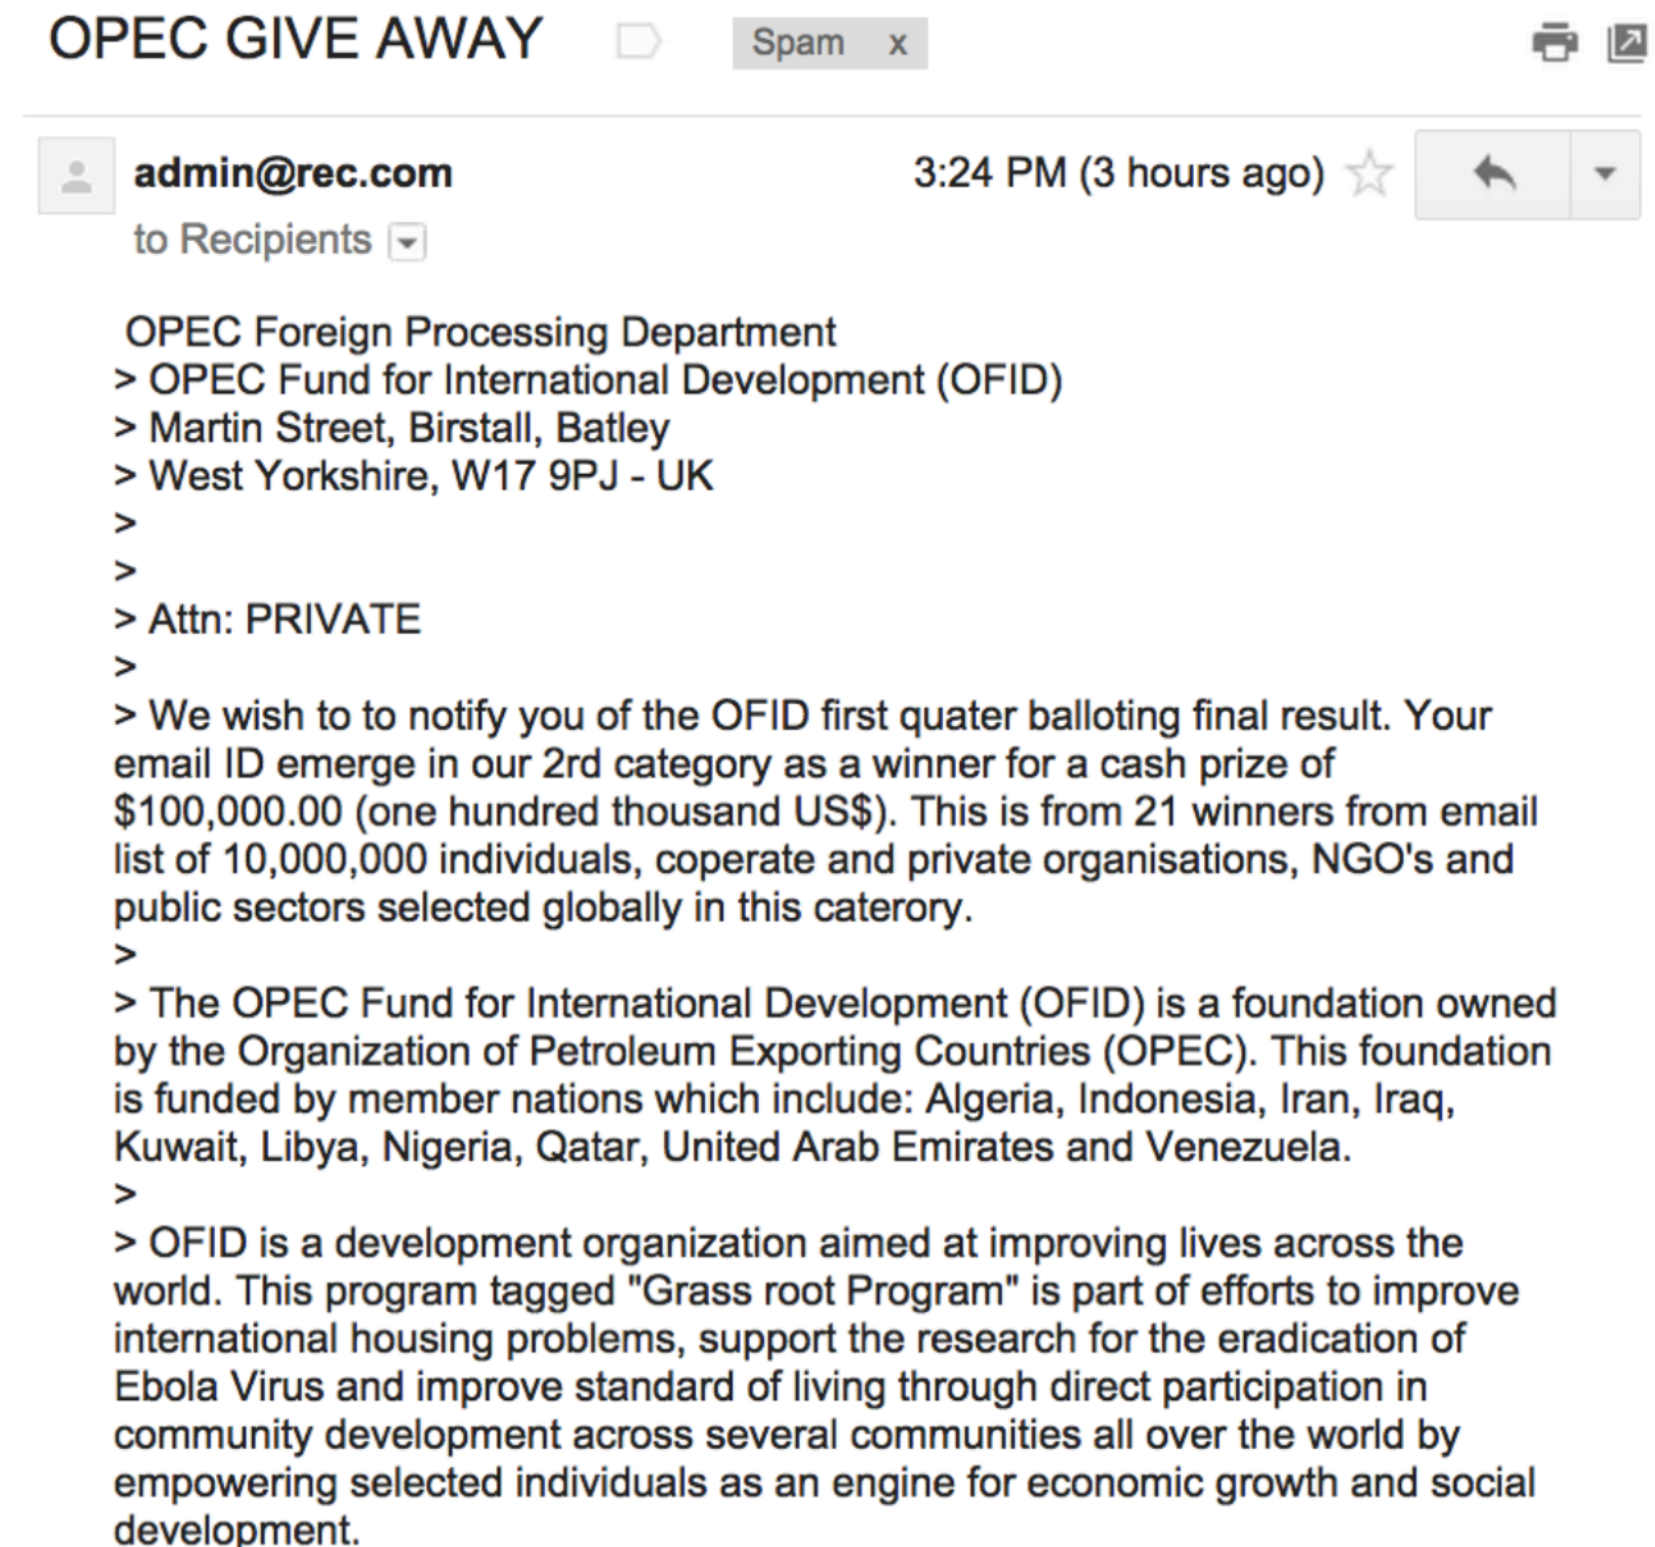 OPEC GIVE AWAY
Spam x
admin@rec.com
3:24 PM (3 hours ago)
to Recipients
OPEC Foreign Processing Department
> OPEC Fund for International Development (OFID)
> Martin Street, Birstall, Batley
> West Yorkshire, W17 9PJ - UK
>
>
> Attn: PRIVATE
>
> We wish to to notify you of the OFID first quater balloting final result. Your
email ID emerge in our 2rd category as a winner for a cash prize of
$100,000.00 (one hundred thousand US$). This is from 21 winners from email
list of 10,000,000 individuals, coperate and private organisations, NGO's and
public sectors selected globally in this caterory.
>
> The OPEC Fund for International Development (OFID) is a foundation owned
by the Organization of Petroleum Exporting Countries (OPEC). This foundation
is funded by member nations which include: Algeria, Indonesia, Iran, Iraq,
Kuwait, Libya, Nigeria, Qatar, United Arab Emirates and Venezuela.
>
> OFID is a development organization aimed at improving lives across the
world. This program tagged "Grass root Program" is part of efforts to improve
international housing problems, support the research for the eradication of
Ebola Virus and improve standard of living through direct participation in
community development across several communities all over the world by
empowering selected individuals as an engine for economic growth and social
development.